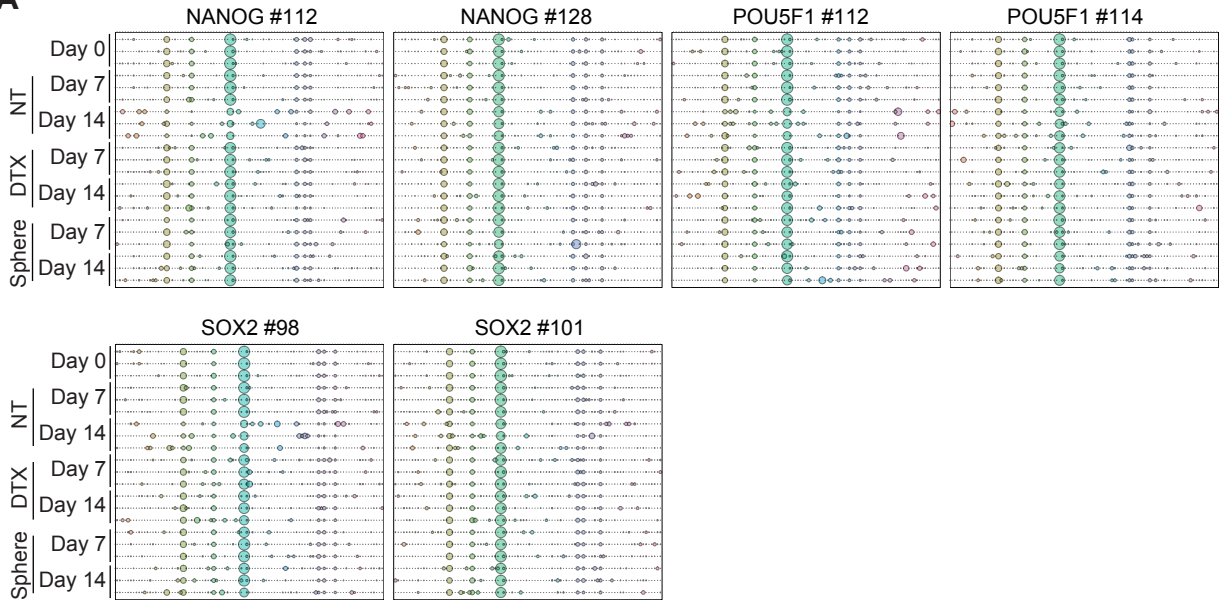 A
NANOG #112
NANOG #128
POU5F1 #112
POU5F1 #114
Day 0
NT
Day 7
Day 14
DTX
Day 7
Day 14
Sphere
Day 7
Day 14
SOX2 #98
SOX2 #101
Day 0
NT
Day 7
Day 14
DTX
Day 7
Day 14
Sphere
Day 7
Day 14